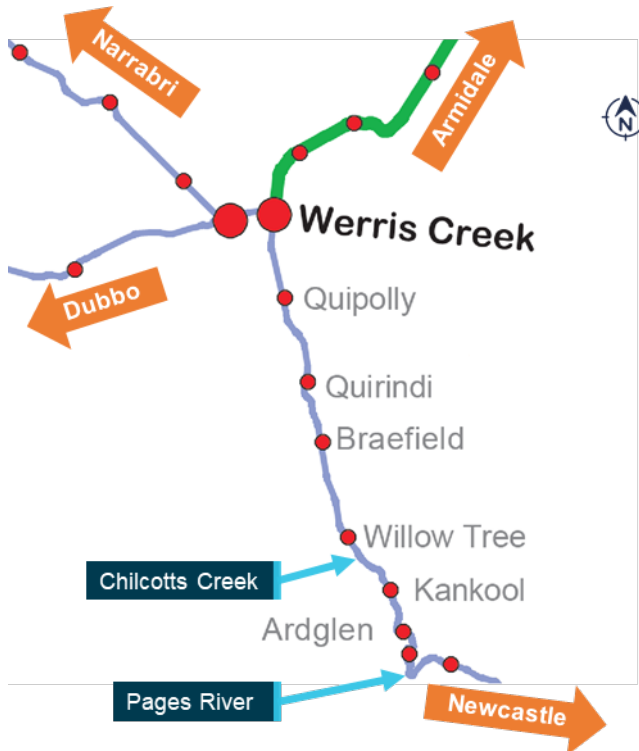 Narrabri
Armidale
N
Werris Creek
Dubbo
Quipolly
Quirindi
Braefield
Willow Tree
Chilcotts Creek
Kankool
Ardglen
Pages River
Newcastle